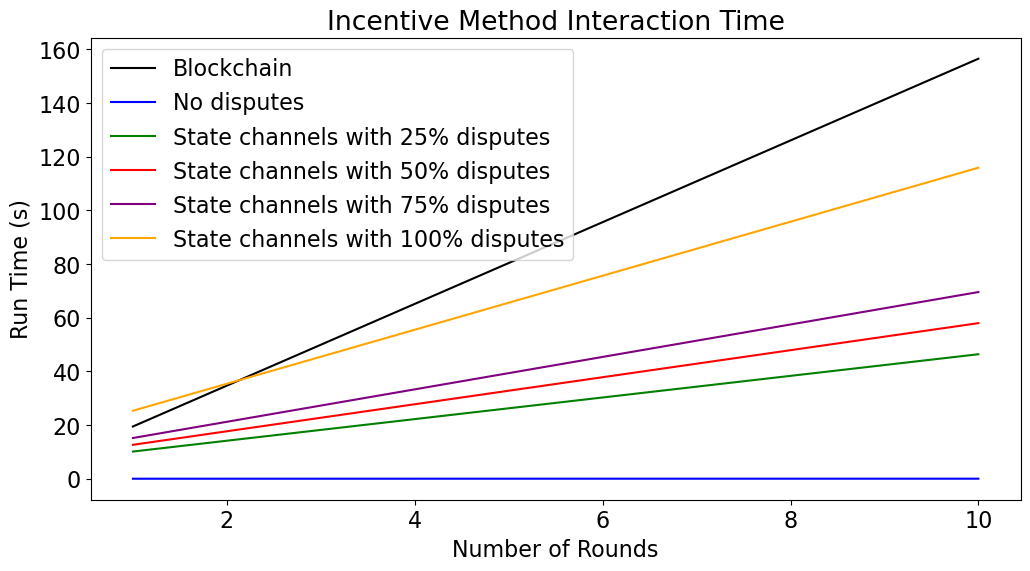 Incentive Method Interaction Time
160
140
120
100
80
60
40
20
0
Run Time (s)
Blockchain
No disputes
State channels with 25% disputes
State channels with 50% disputes
State channels with 75% disputes
State channels with 100% disputes
2 4 6 8 10
Number of Rounds